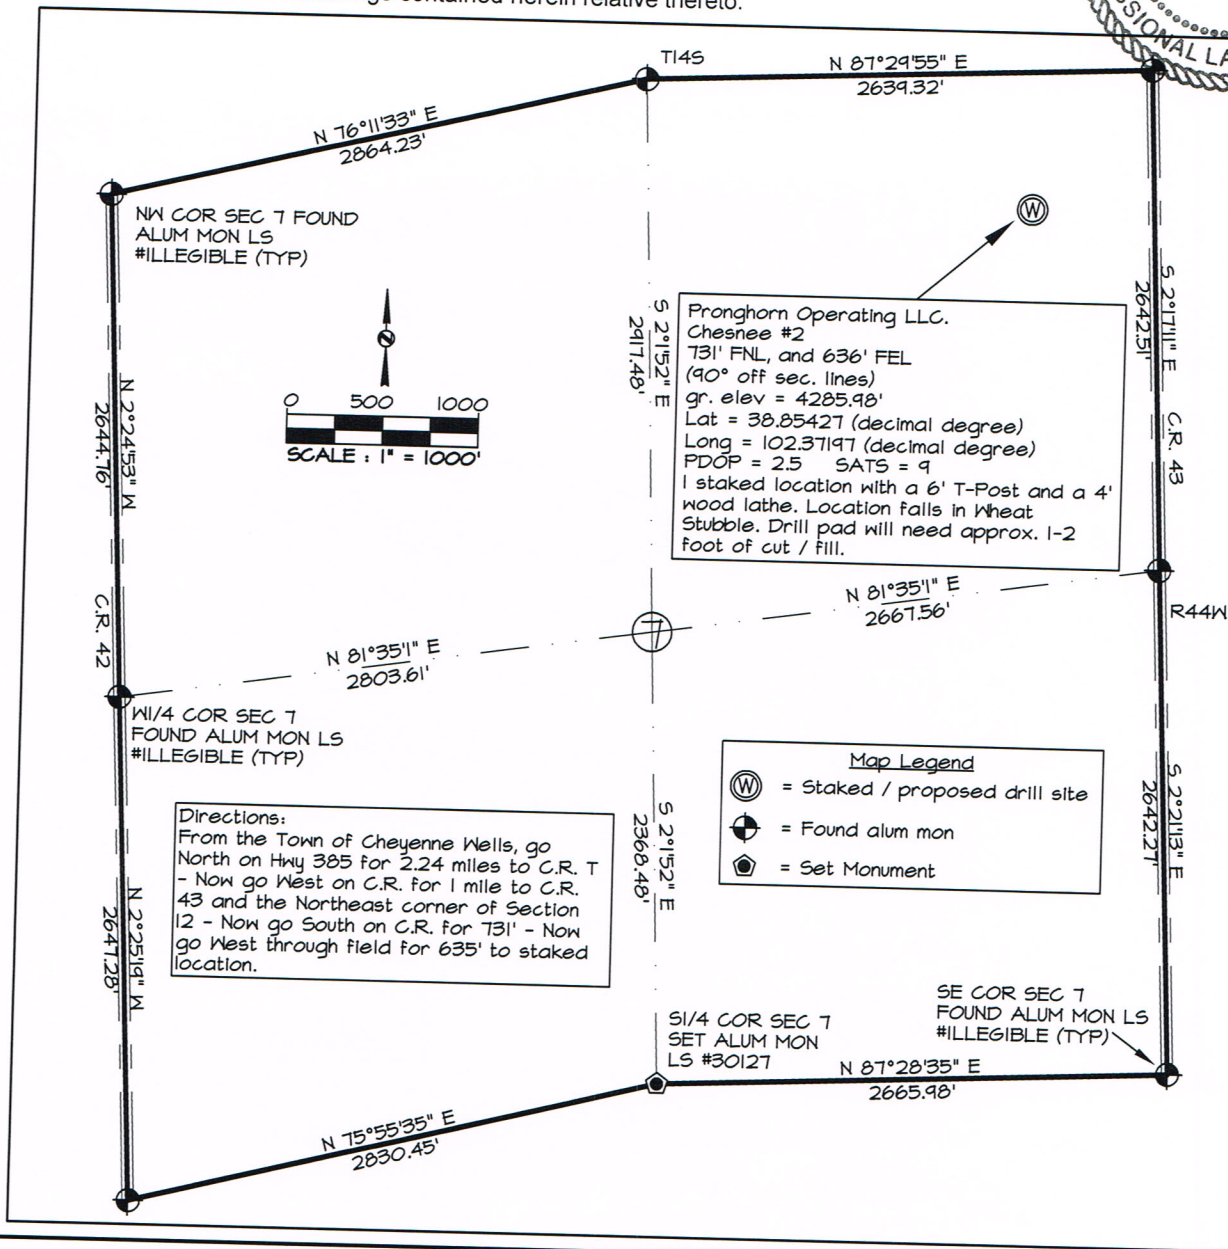 contained herein relative thereto.
SSIONAL LA
T14S
N 87°29'55" E
2639.32'
N 76°11'33" E
2864.23'
NW COR SEC 7 FOUND
ALUM MON LS
#ILLEGIBLE (TYP)
N
0 500 1000
SCALE : 1" = 1000'
S 2°1'52" E
2917.48'
W
Pronghorn Operating LLC.
Chesnee #2
731' FNL, and 636' FEL
(90° off sec. lines)
gr. elev = 4285.98'
Lat = 38.85427 (decimal degree)
Long = 102.37197 (decimal degree)
PDOP = 2.5 SATS = 9
I staked location with a 6' T-Post and a 4'
wood lathe. Location falls in Wheat
Stubble. Drill pad will need approx. 1-2
foot of cut / fill.
S 2°17'11" E
2642.51'
C.R. 43
N 2°24'53" W
2644.76'
C.R. 42
N 81°35'1" E
2667.56'
R44W
7
N 81°35'1" E
2803.61'
W1/4 COR SEC 7
FOUND ALUM MON LS
#ILLEGIBLE (TYP)
Map Legend
W = Staked / proposed drill site
= Found alum mon
= Set Monument
S 2°21'13" E
2642.27'
S 2°1'52" E
2368.48'
Directions:
From the Town of Cheyenne Wells, go
North on Hwy 385 for 2.24 miles to C.R. T
- Now go West on C.R. for 1 mile to C.R.
43 and the Northeast corner of Section
12 - Now go South on C.R. for 731' - Now
go West through field for 635' to staked
location.
N 2°25'19" W
2647.28'
S1/4 COR SEC 7
SET ALUM MON
LS #30127
SE COR SEC 7
FOUND ALUM MON LS
#ILLEGIBLE (TYP)
N 87°28'35" E
2665.98'
N 75°55'35" E
2830.45'